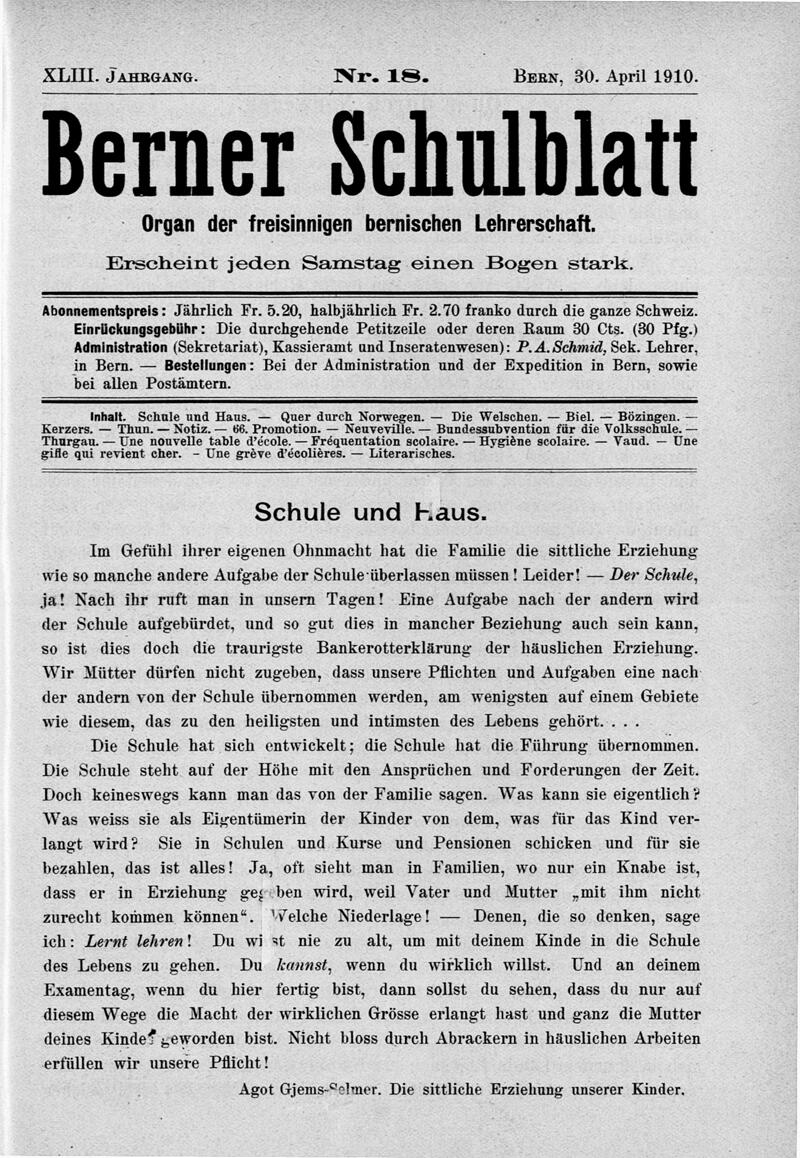 XLIII. Jahrgang. Nr. 18. Bern, 30. April 1910.
Berner Schulblatt
Organ der freisinnigen bernischen Lehrerschaft.
Erscheint jeden Samstag einen Bogen stark.
Abonnementspreis: Jährlich Fr. 5.20, halbjährlich Fr. 2.70 franko durch die ganze Schweiz.
Einrückungsgebühr: Die durchgehende Petitzeile oder deren Raum 30 Cts. (30 Pfg.)
Administration (Sekretariat), Kassieramt und Inseratenwesen): P. A. Schmid, Sek. Lehrer,
in Bern. — Bestellungen: Bei der Administration und der Expedition in Bern, sowie
bei allen Postämtern.
Inhalt. Schule und Haus. — Quer durch Norwegen. — Die Welschen. — Biel. — Bözingen. —
Kerzers. — Thun. — Notiz. — 66. Promotion. — Neuveville. — Bundessubvention für die Volksschule. —
Thurgau. — Une nouvelle table d'école. — Fréquentation scolaire. — Hygiène scolaire. — Vaud. — Une
gifle qui revient cher. - Une grève d'écolières. — Literarisches.
Schule und Haus.
Im Gefühl ihrer eigenen Ohnmacht hat die Familie die sittliche Erziehung
wie so manche andere Aufgabe der Schule überlassen müssen! Leider! — Der Schule,
ja! Nach ihr ruft man in unsern Tagen! Eine Aufgabe nach der andern wird
der Schule aufgebürdet, und so gut dies in mancher Beziehung auch sein kann,
so ist dies doch die traurigste Bankerotterklärung der häuslichen Erziehung.
Wir Mütter dürfen nicht zugeben, dass unsere Pflichten und Aufgaben eine nach
der andern von der Schule übernommen werden, am wenigsten auf einem Gebiete
wie diesem, das zu den heiligsten und intimsten des Lebens gehört. . . .
Die Schule hat sich entwickelt; die Schule hat die Führung übernommen.
Die Schule steht auf der Höhe mit den Ansprüchen und Forderungen der Zeit.
Doch keineswegs kann man das von der Familie sagen. Was kann sie eigentlich?
Was weiss sie als Eigentümerin der Kinder von dem, was für das Kind ver-
langt wird? Sie in Schulen und Kurse und Pensionen schicken und für sie
bezahlen, das ist alles! Ja, oft sieht man in Familien, wo nur ein Knabe ist,
dass er in Erziehung gegeben wird, weil Vater und Mutter „mit ihm nicht
zurecht kommen können“. Welche Niederlage! — Denen, die so denken, sage
ich: Lernt lehren! Du wirst nie zu alt, um mit deinem Kinde in die Schule
des Lebens zu gehen. Du kannst, wenn du wirklich willst. Und an deinem
Examentag, wenn du hier fertig bist, dann sollst du sehen, dass du nur auf
diesem Wege die Macht der wirklichen Grösse erlangt hast und ganz die Mutter
deines Kindes geworden bist. Nicht bloss durch Abrackern in häuslichen Arbeiten
erfüllen wir unsere Pflicht!
Agot Gjems-Selmer. Die sittliche Erziehung unserer Kinder.